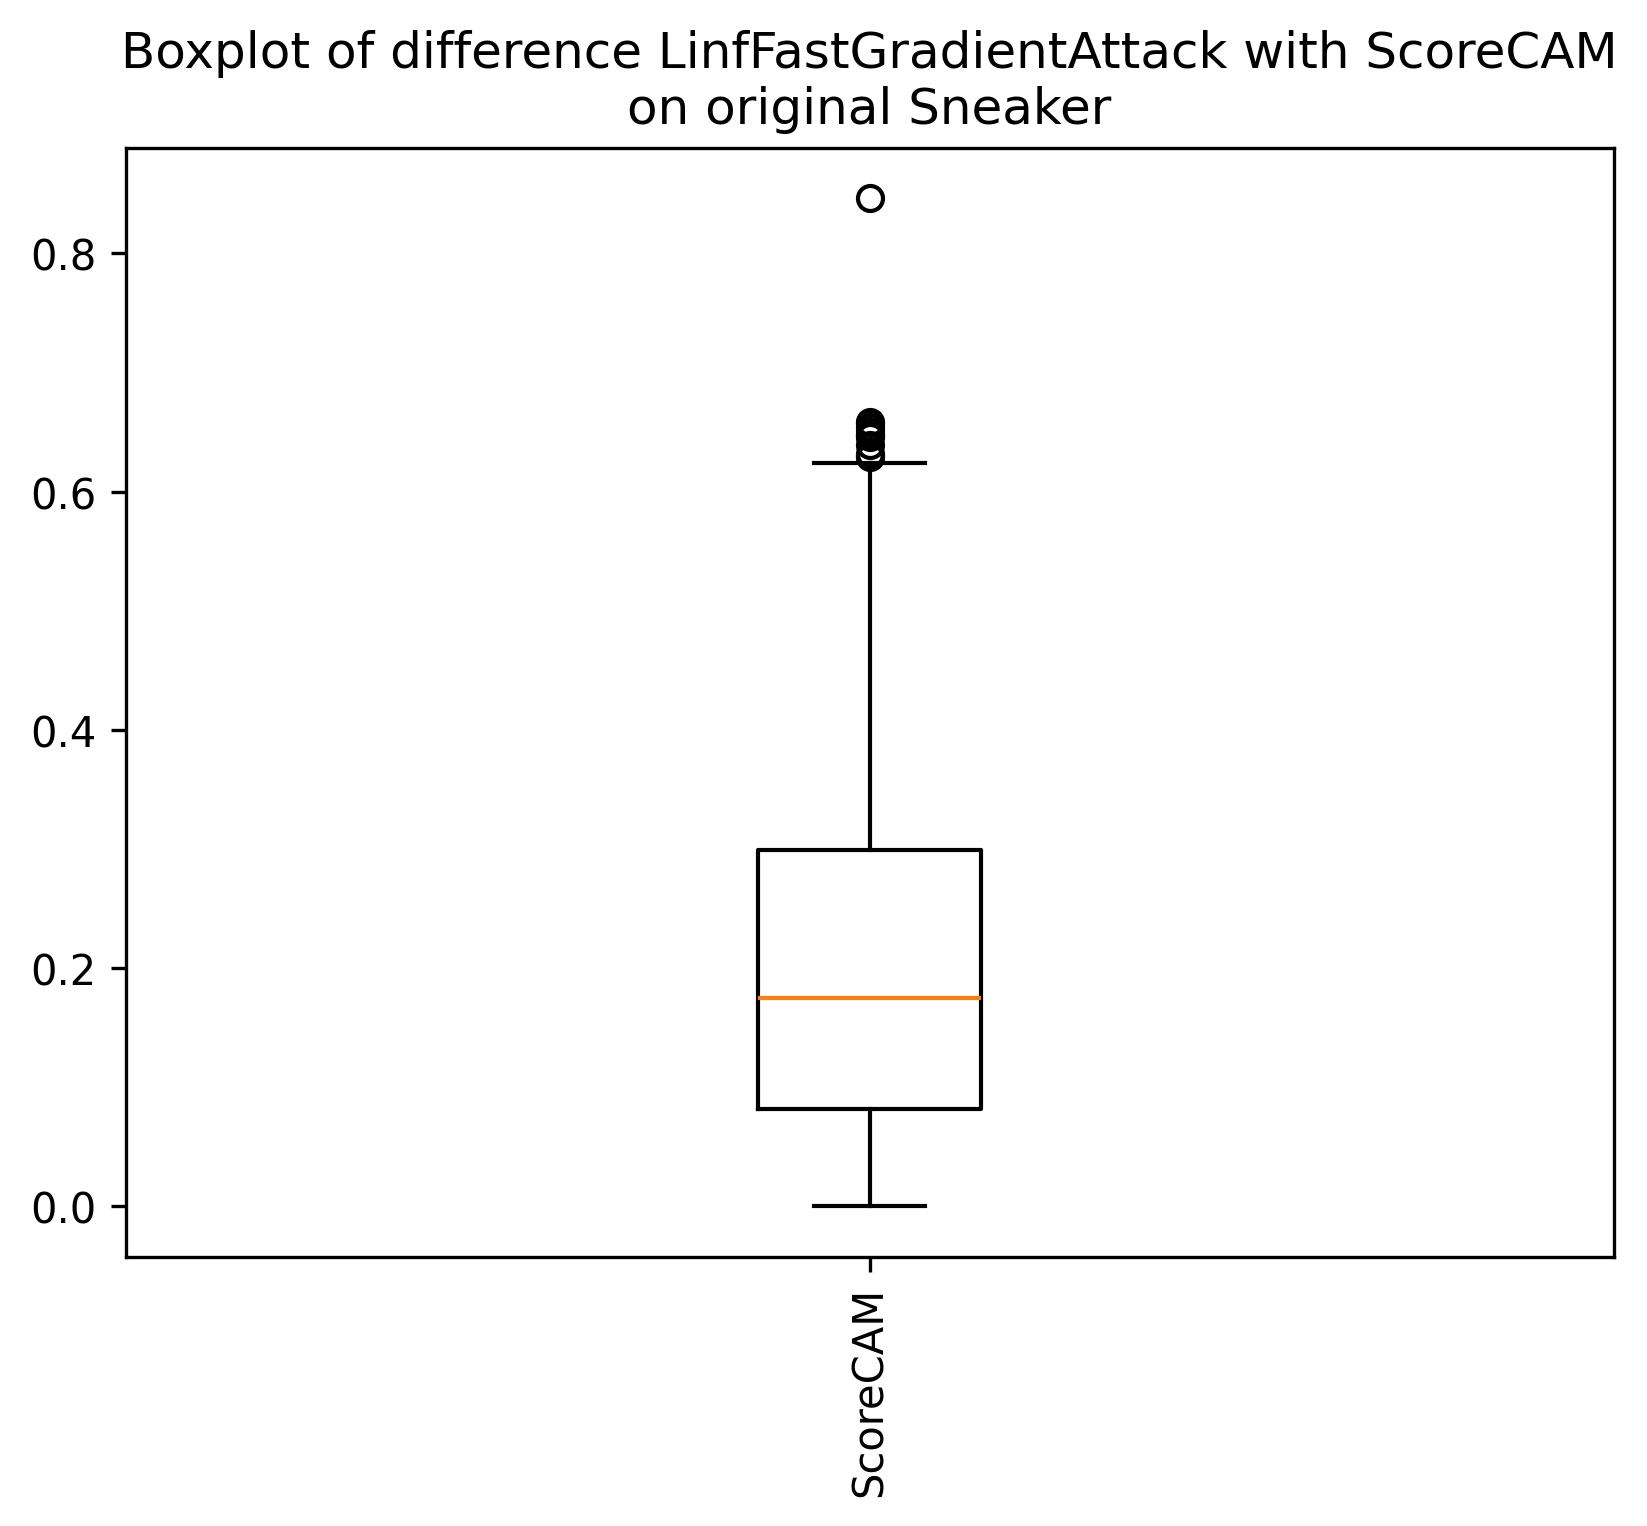 Boxplot of difference LinfFastGradientAttack with ScoreCAM
on original Sneaker
0.8
0.6
0.4
0.2
0.0
ScoreCAM